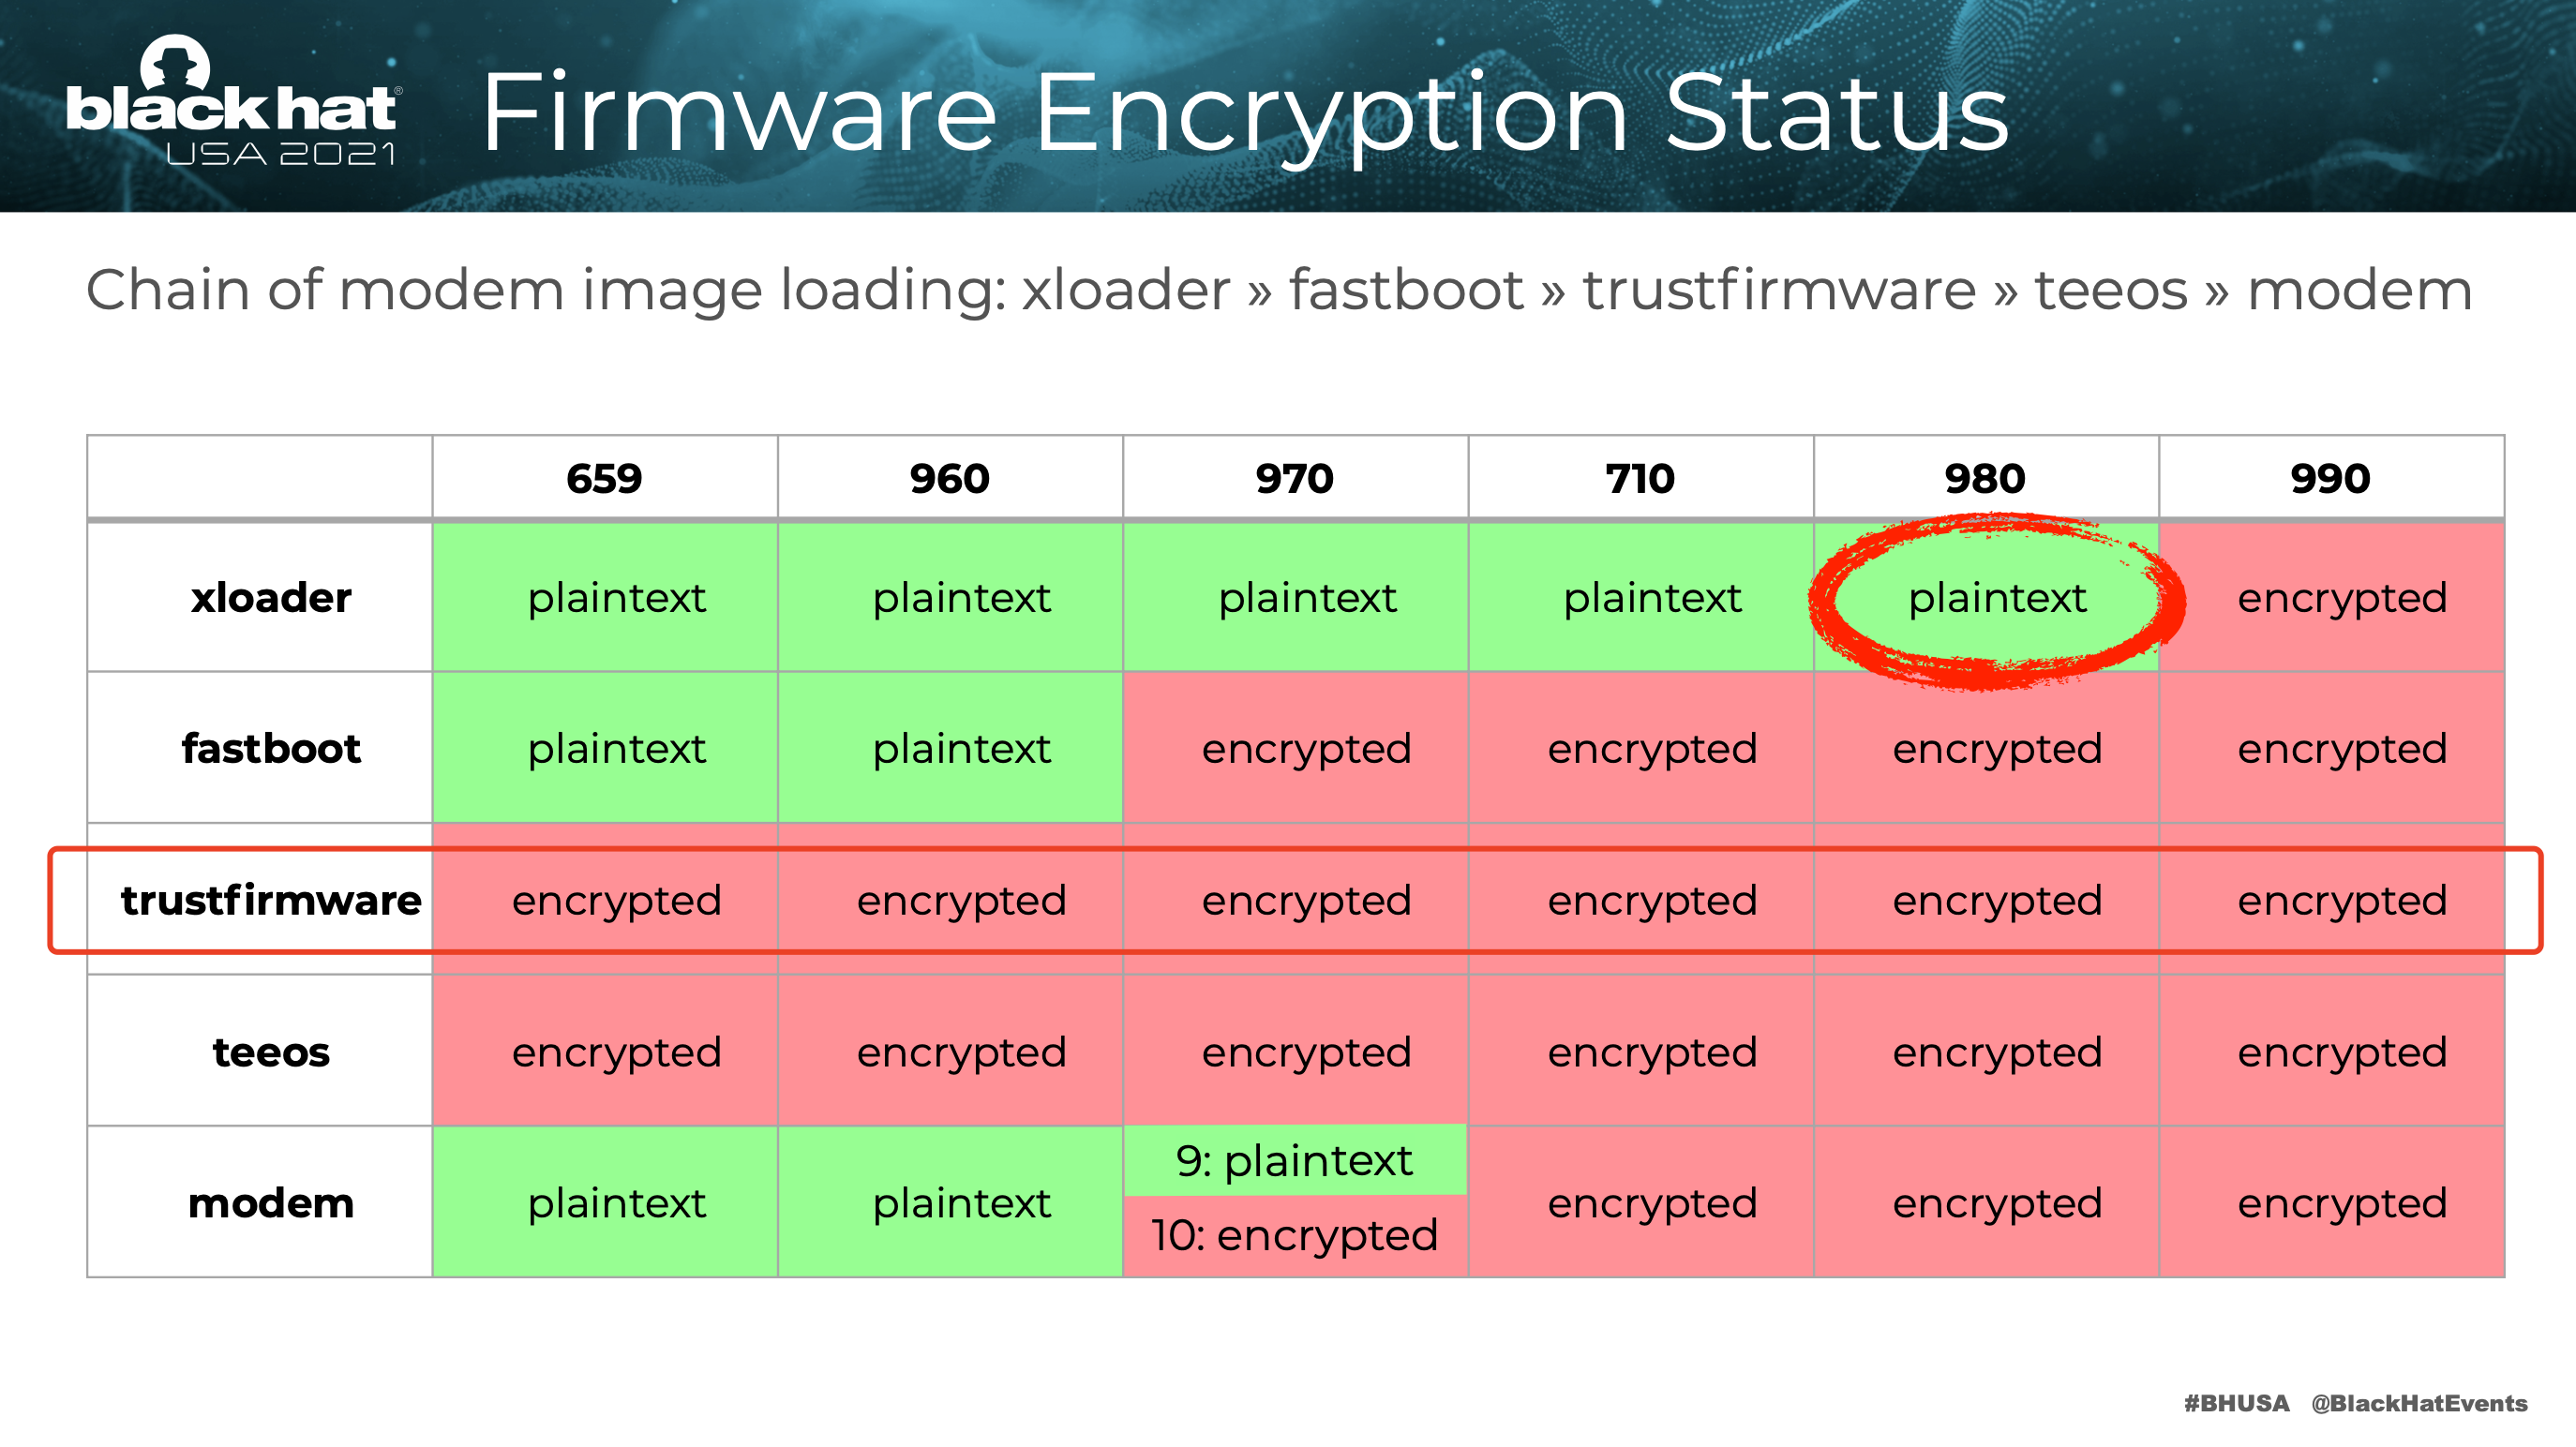 black hat®
USA 2021
Firmware Encryption Status
Chain of modem image loading: xloader » fastboot » trustfirmware » teeos » modem
659 960 970 710 980 990
xloader plaintext plaintext plaintext plaintext plaintext encrypted
fastboot plaintext plaintext encrypted encrypted encrypted encrypted
trustfirmware encrypted encrypted encrypted encrypted encrypted encrypted
teeos encrypted encrypted encrypted encrypted encrypted encrypted
modem plaintext plaintext 9: plaintext 10: encrypted encrypted encrypted encrypted
#BHUSA @BlackHatEvents